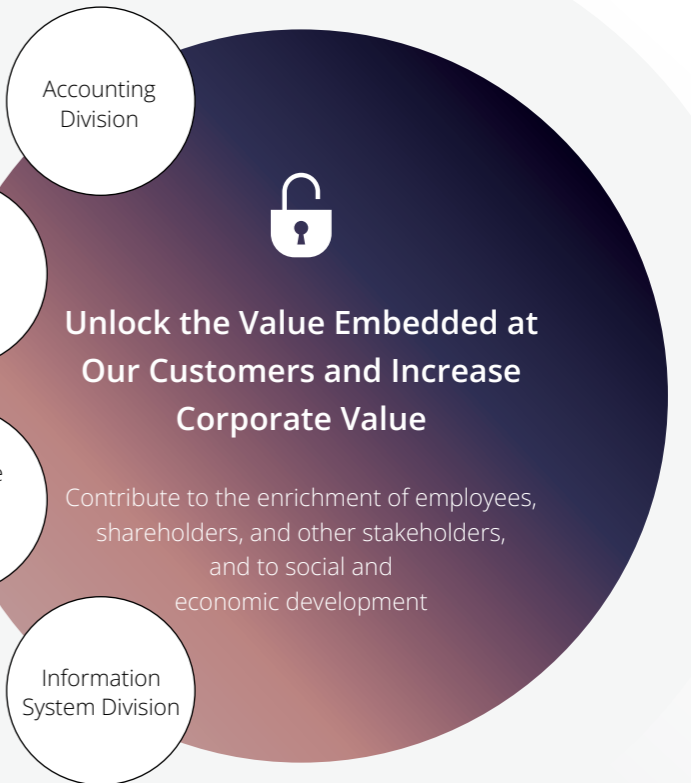 Accounting
Division
Unlock the Value Embedded at
Our Customers and Increase
Corporate Value
Contribute to the enrichment of employees,
shareholders, and other stakeholders,
and to social and
economic development
Information
System Division